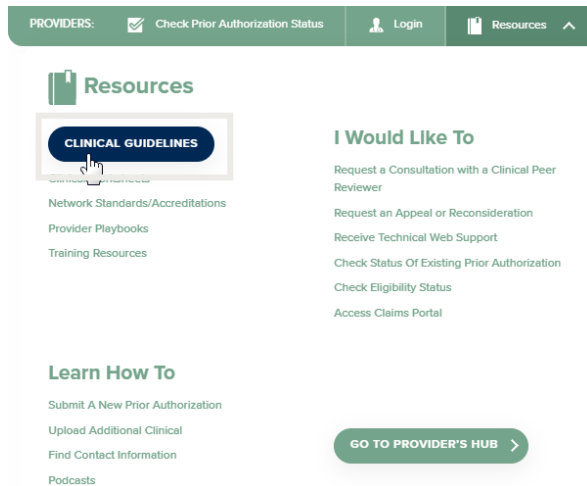 PROVIDERS:
Check Prior Authorization Status
Login
Resources
Resources
CLINICAL GUIDELINES
Network Standards/Accreditations
Provider Playbooks
Training Resources
I Would Like To
Request a Consultation with a Clinical Peer
Reviewer
Request an Appeal or Reconsideration
Receive Technical Web Support
Check Status Of Existing Prior Authorization
Check Eligibility Status
Access Claims Portal
Learn How To
Submit A New Prior Authorization
Upload Additional Clinical
Find Contact Information
Podcasts
GO TO PROVIDER'S HUB